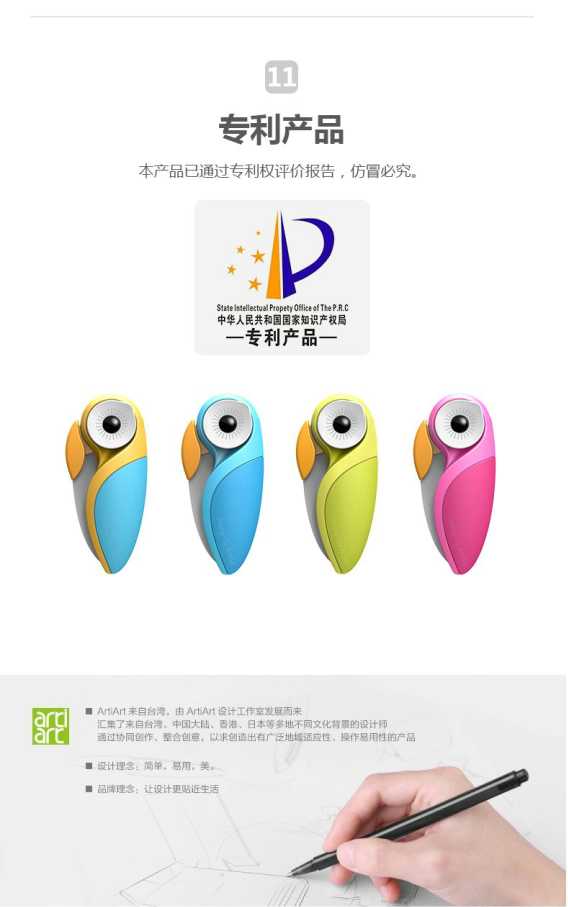 11
专利产品
本产品已通过专利权评价报告，仿冒必究。
State Intellectual Propety Office of The P.R.C
中华人民共和国国家知识产权局
—专利产品—
arti
art
■ ArtiArt 来自台湾，由 ArtiArt 设计工作室发展而来
汇集了来自台湾、中国大陆、香港、日本等多地不同文化背景的设计师
通过协同创作、整合创意，以求创造出有广泛地域适应性、操作易用性的产品
■ 设计理念：简单。易用。美。
■ 品牌理念：让设计更贴近生活